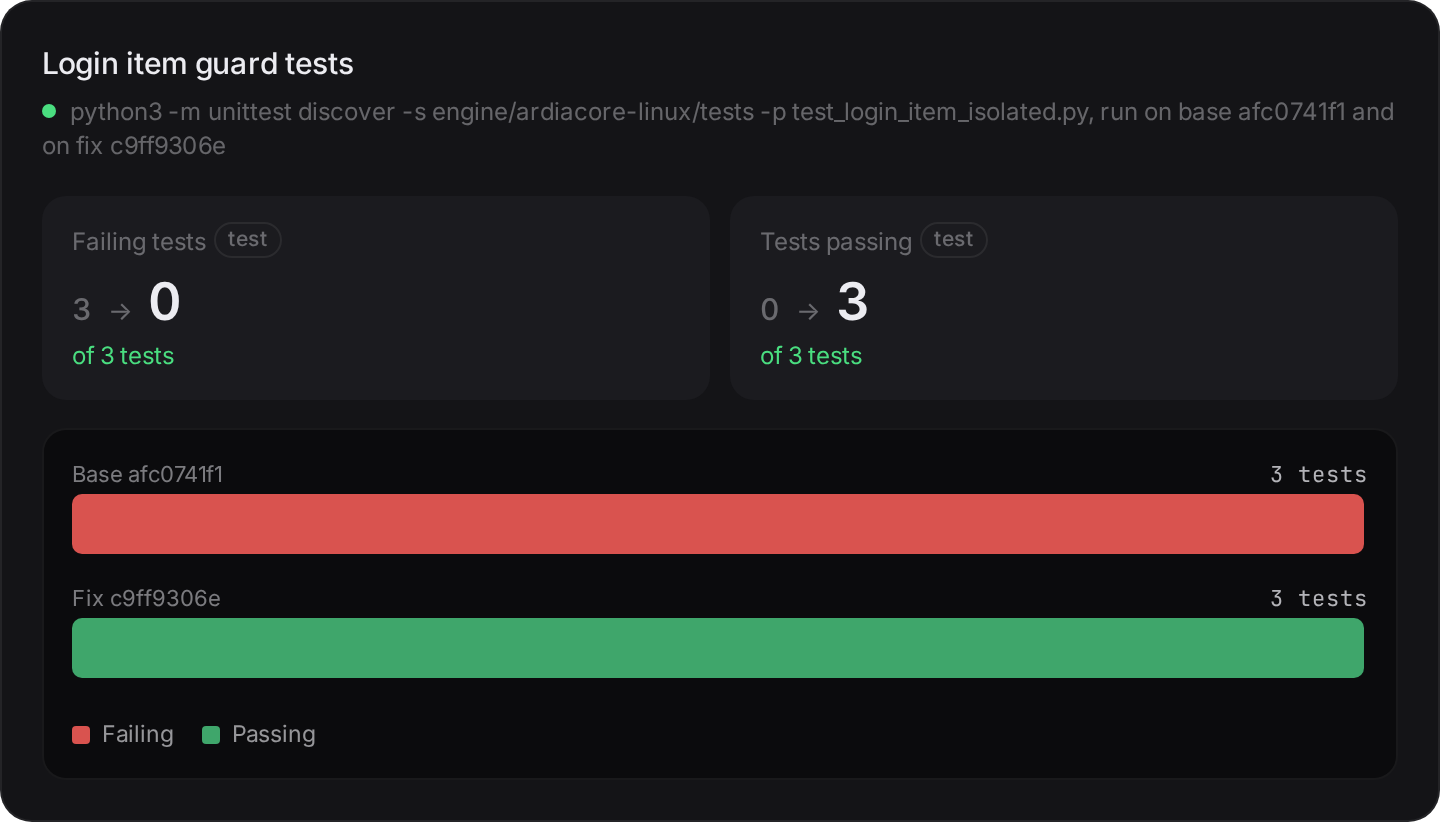 Login item guard tests
python3 -m unittest discover -s engine/ardiacore-linux/tests -p test_login_item_isolated.py, run on base afc0741f1 and
on fix c9ff9306e
Failing tests test
3 → 0
of 3 tests
Tests passing test
0 → 3
of 3 tests
Base afc0741f1 3 tests
Fix c9ff9306e 3 tests
Failing Passing